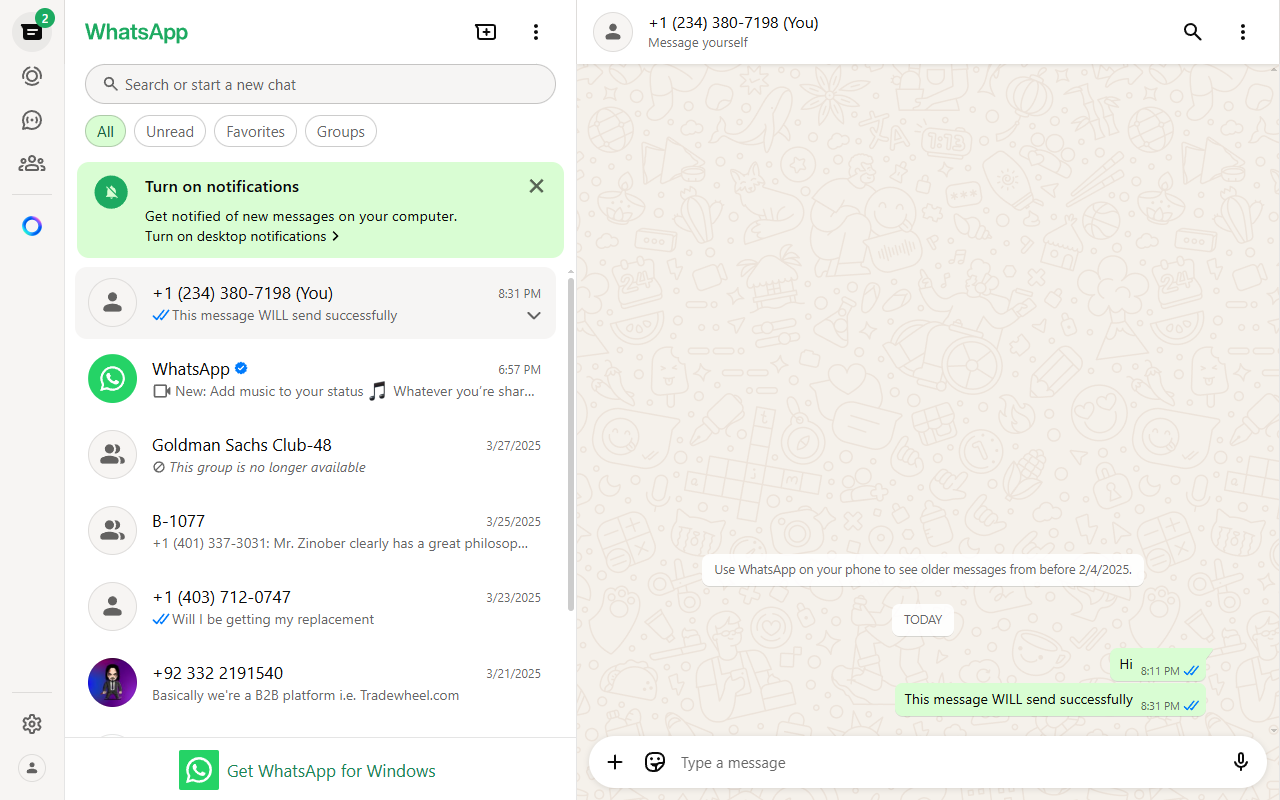 2
WhatsApp
Search or start a new chat
All Unread Favorites Groups
Turn on notifications
Get notified of new messages on your computer.
Turn on desktop notifications
+1 (234) 380-7198 (You) 8:31 PM
This message WILL send successfully
WhatsApp 6:57 PM
New: Add music to your status 🎵 Whatever you’re shar...
Goldman Sachs Club-48 3/27/2025
This group is no longer available
B-1077 3/25/2025
+1 (401) 337-3031: Mr. Zinober clearly has a great philosop...
+1 (403) 712-0747 3/23/2025
Will I be getting my replacement
+92 332 2191540 3/21/2025
Basically we're a B2B platform i.e. Tradewheel.com
Get WhatsApp for Windows
+1 (234) 380-7198 (You)
Message yourself
Use WhatsApp on your phone to see older messages from before 2/4/2025.
TODAY
Hi 8:11 PM
This message WILL send successfully 8:31 PM
Type a message